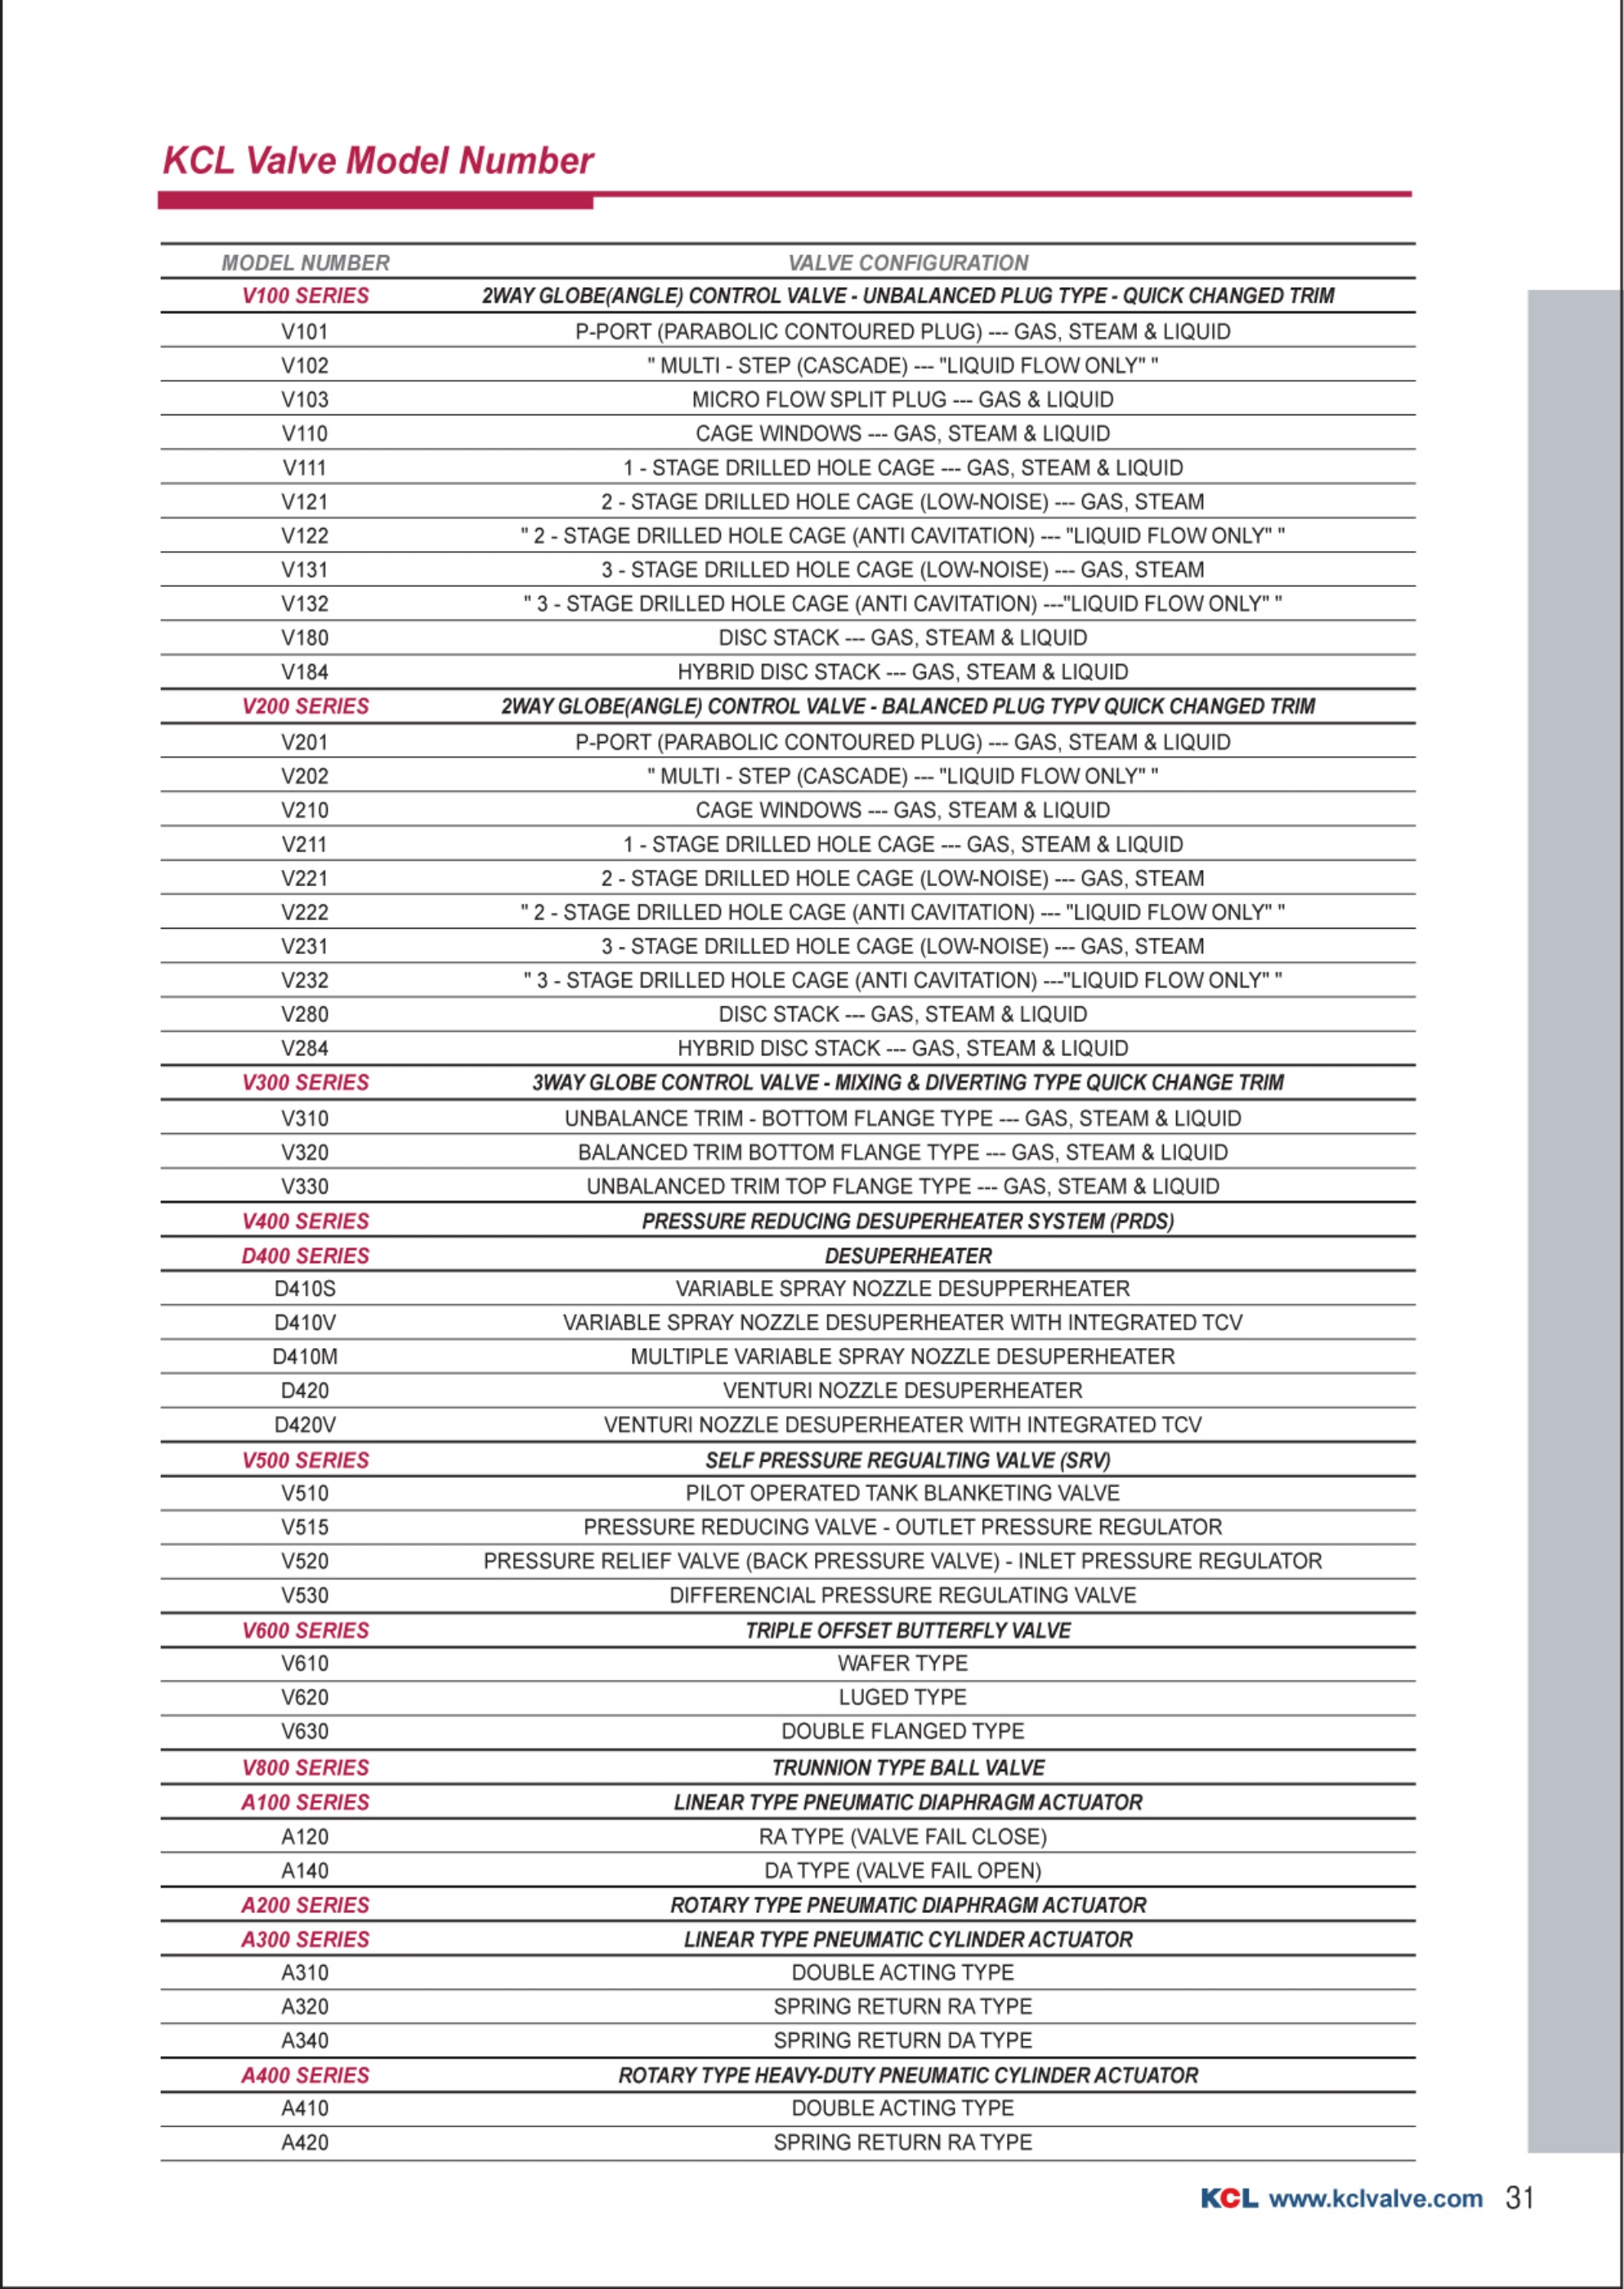 KCL Valve Model Number
MODEL NUMBER VALVE CONFIGURATION
V100 SERIES 2WAY GLOBE(ANGLE) CONTROL VALVE - UNBALANCED PLUG TYPE - QUICK CHANGED TRIM
V101 P-PORT (PARABOLIC CONTOURED PLUG) --- GAS, STEAM & LIQUID
V102 " MULTI - STEP (CASCADE) --- "LIQUID FLOW ONLY" "
V103 MICRO FLOW SPLIT PLUG --- GAS & LIQUID
V110 CAGE WINDOWS --- GAS, STEAM & LIQUID
V111 1 - STAGE DRILLED HOLE CAGE --- GAS, STEAM & LIQUID
V121 2 - STAGE DRILLED HOLE CAGE (LOW-NOISE) --- GAS, STEAM
V122 " 2 - STAGE DRILLED HOLE CAGE (ANTI CAVITATION) --- "LIQUID FLOW ONLY" "
V131 3 - STAGE DRILLED HOLE CAGE (LOW-NOISE) --- GAS, STEAM
V132 " 3 - STAGE DRILLED HOLE CAGE (ANTI CAVITATION) ---"LIQUID FLOW ONLY" "
V180 DISC STACK --- GAS, STEAM & LIQUID
V184 HYBRID DISC STACK --- GAS, STEAM & LIQUID
V200 SERIES 2WAY GLOBE(ANGLE) CONTROL VALVE - BALANCED PLUG TYPV QUICK CHANGED TRIM
V201 P-PORT (PARABOLIC CONTOURED PLUG) --- GAS, STEAM & LIQUID
V202 " MULTI - STEP (CASCADE) --- "LIQUID FLOW ONLY" "
V210 CAGE WINDOWS --- GAS, STEAM & LIQUID
V211 1 - STAGE DRILLED HOLE CAGE --- GAS, STEAM & LIQUID
V221 2 - STAGE DRILLED HOLE CAGE (LOW-NOISE) --- GAS, STEAM
V222 " 2 - STAGE DRILLED HOLE CAGE (ANTI CAVITATION) --- "LIQUID FLOW ONLY" "
V231 3 - STAGE DRILLED HOLE CAGE (LOW-NOISE) --- GAS, STEAM
V232 " 3 - STAGE DRILLED HOLE CAGE (ANTI CAVITATION) ---"LIQUID FLOW ONLY" "
V280 DISC STACK --- GAS, STEAM & LIQUID
V284 HYBRID DISC STACK --- GAS, STEAM & LIQUID
V300 SERIES 3WAY GLOBE CONTROL VALVE - MIXING & DIVERTING TYPE QUICK CHANGE TRIM
V310 UNBALANCE TRIM - BOTTOM FLANGE TYPE --- GAS, STEAM & LIQUID
V320 BALANCED TRIM BOTTOM FLANGE TYPE --- GAS, STEAM & LIQUID
V330 UNBALANCED TRIM TOP FLANGE TYPE --- GAS, STEAM & LIQUID
V400 SERIES PRESSURE REDUCING DESUPERHEATER SYSTEM (PRDS)
D400 SERIES DESUPERHEATER
D410S VARIABLE SPRAY NOZZLE DESUPPERHEATER
D410V VARIABLE SPRAY NOZZLE DESUPERHEATER WITH INTEGRATED TCV
D410M MULTIPLE VARIABLE SPRAY NOZZLE DESUPERHEATER
D420 VENTURI NOZZLE DESUPERHEATER
D420V VENTURI NOZZLE DESUPERHEATER WITH INTEGRATED TCV
V500 SERIES SELF PRESSURE REGUALTING VALVE (SRV)
V510 PILOT OPERATED TANK BLANKETING VALVE
V515 PRESSURE REDUCING VALVE - OUTLET PRESSURE REGULATOR
V520 PRESSURE RELIEF VALVE (BACK PRESSURE VALVE) - INLET PRESSURE REGULATOR
V530 DIFFERENCIAL PRESSURE REGULATING VALVE
V600 SERIES TRIPLE OFFSET BUTTERFLY VALVE
V610 WAFER TYPE
V620 LUGED TYPE
V630 DOUBLE FLANGED TYPE
V800 SERIES TRUNNION TYPE BALL VALVE
A100 SERIES LINEAR TYPE PNEUMATIC DIAPHRAGM ACTUATOR
A120 RA TYPE (VALVE FAIL CLOSE)
A140 DA TYPE (VALVE FAIL OPEN)
A200 SERIES ROTARY TYPE PNEUMATIC DIAPHRAGM ACTUATOR
A300 SERIES LINEAR TYPE PNEUMATIC CYLINDER ACTUATOR
A310 DOUBLE ACTING TYPE
A320 SPRING RETURN RA TYPE
A340 SPRING RETURN DA TYPE
A400 SERIES ROTARY TYPE HEAVY-DUTY PNEUMATIC CYLINDER ACTUATOR
A410 DOUBLE ACTING TYPE
A420 SPRING RETURN RA TYPE
KCL www.kclvalve.com 31